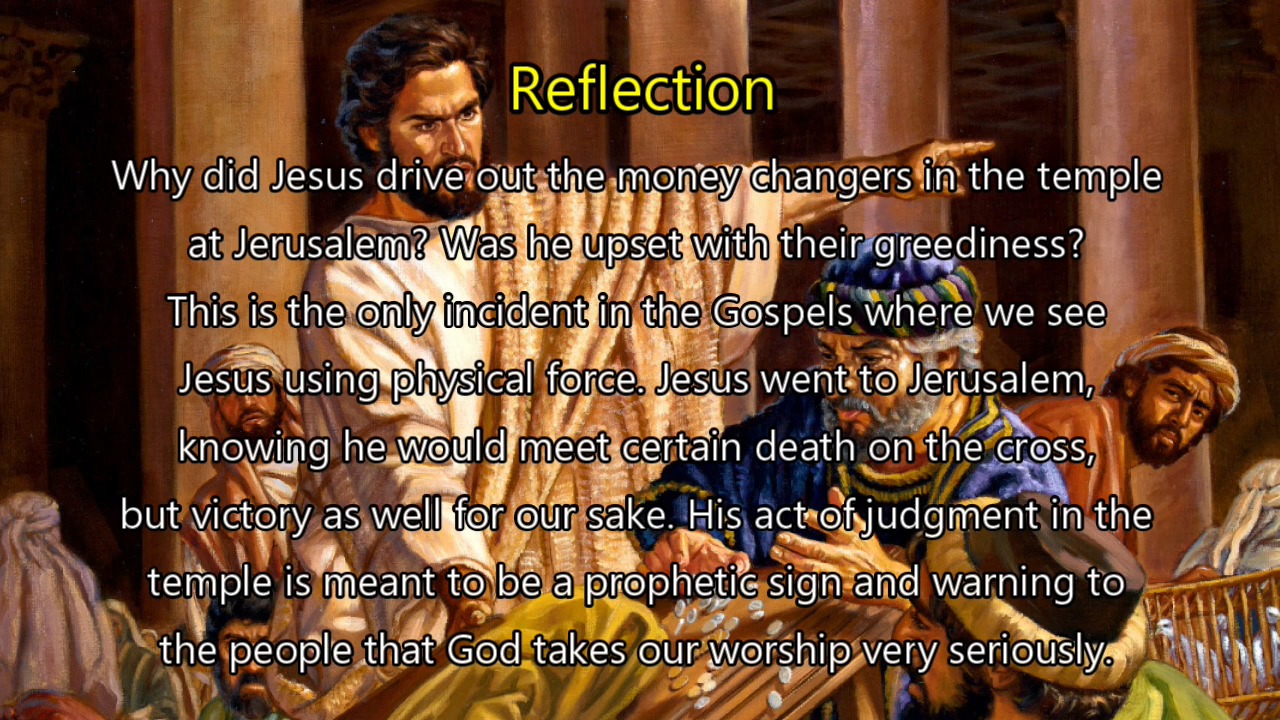 Reflection
Why did Jesus drive out the money changers in the temple
at Jerusalem? Was he upset with their greediness?
This is the only incident in the Gospels where we see
Jesus using physical force. Jesus went to Jerusalem,
knowing he would meet certain death on the cross,
but victory as well for our sake. His act of judgment in the
temple is meant to be a prophetic sign and warning to
the people that God takes our worship very seriously.